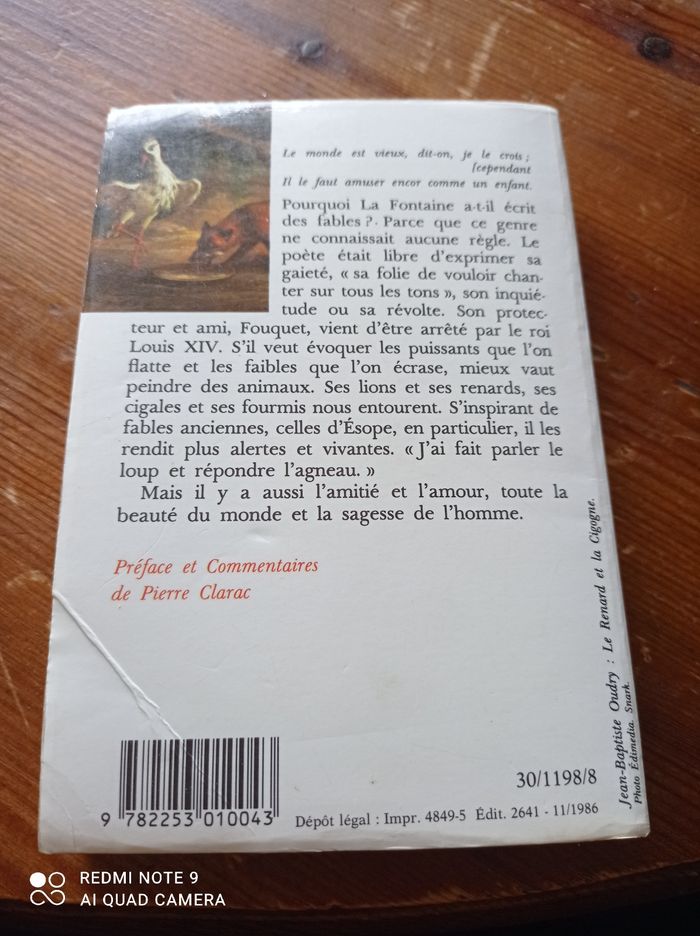 Le monde est vieux, dit-on, je le crois ;
[cependant
Il le faut amuser encor comme un enfant.
Pourquoi La Fontaine a-t-il écrit
des fables ? Parce que ce genre
ne connaissait aucune règle. Le
poète était libre d'exprimer sa
gaieté, « sa folie de vouloir chan-
ter sur tous les tons », son inquié-
tude ou sa révolte. Son protec-
teur et ami, Fouquet, vient d'être arrêté par le roi
Louis XIV. S'il veut évoquer les puissants que l'on
flatte et les faibles que l'on écrase, mieux vaut
peindre des animaux. Ses lions et ses renards, ses
cigales et ses fourmis nous entourent. S'inspirant de
fables anciennes, celles d'Ésope, en particulier, il les
rendit plus alertes et vivantes. « J'ai fait parler le
loup et répondre l'agneau. »
Mais il y a aussi l'amitié et l'amour, toute la
beauté du monde et la sagesse de l'homme.
Préface et Commentaires
de Pierre Clarac
Jean-Baptiste Oudry : Le Renard et la Cigogne.
Photo Édimedia. Snark.
30/1198/8
9 782253 010043
Dépôt légal : Impr. 4849-5 Édit. 2641 - 11/1986
REDMI NOTE 9
AI QUAD CAMERA